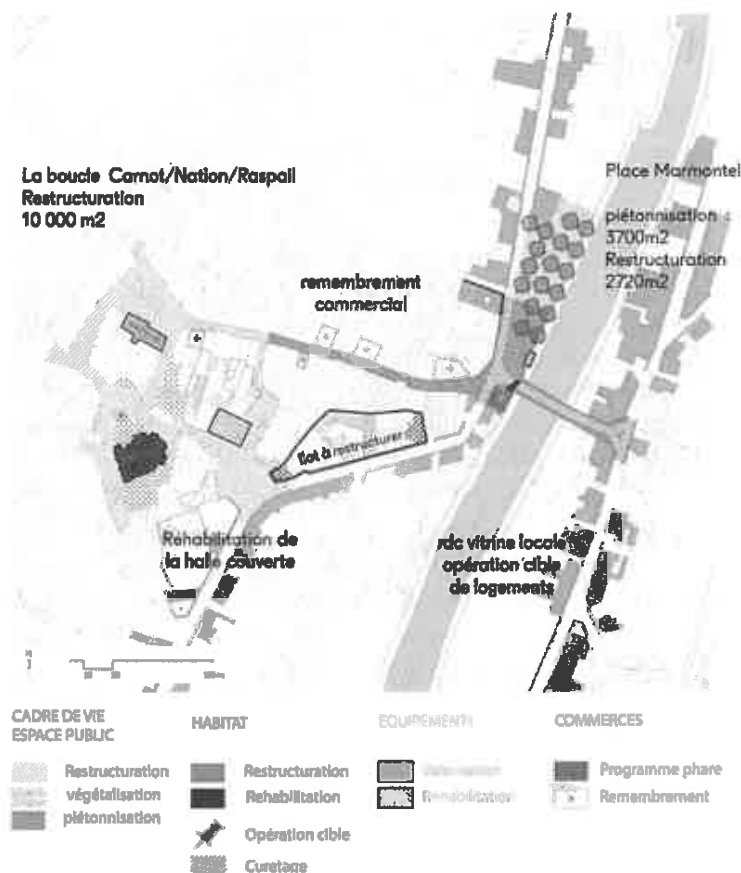 La boucle Carnot/Nation/Raspail
Restructuration
10 000 m2
Place Marmontel
piétonnisation :
3700m2
Restructuration
2720m2
remembrement
commercial
Ilot à restructurer
Réhabilitation de
la halle couverte
rdc vitrine locale
opération cible
de logements
CADRE DE VIE
ESPACE PUBLIC
Restructuration
végétalisation
piétonnisation
HABITAT
Restructuration
Rehabilitation
Opération cible
Curetage
EQUIPEMENTS
Rehabilitation
COMMERCES
Programme phare
Remembrement